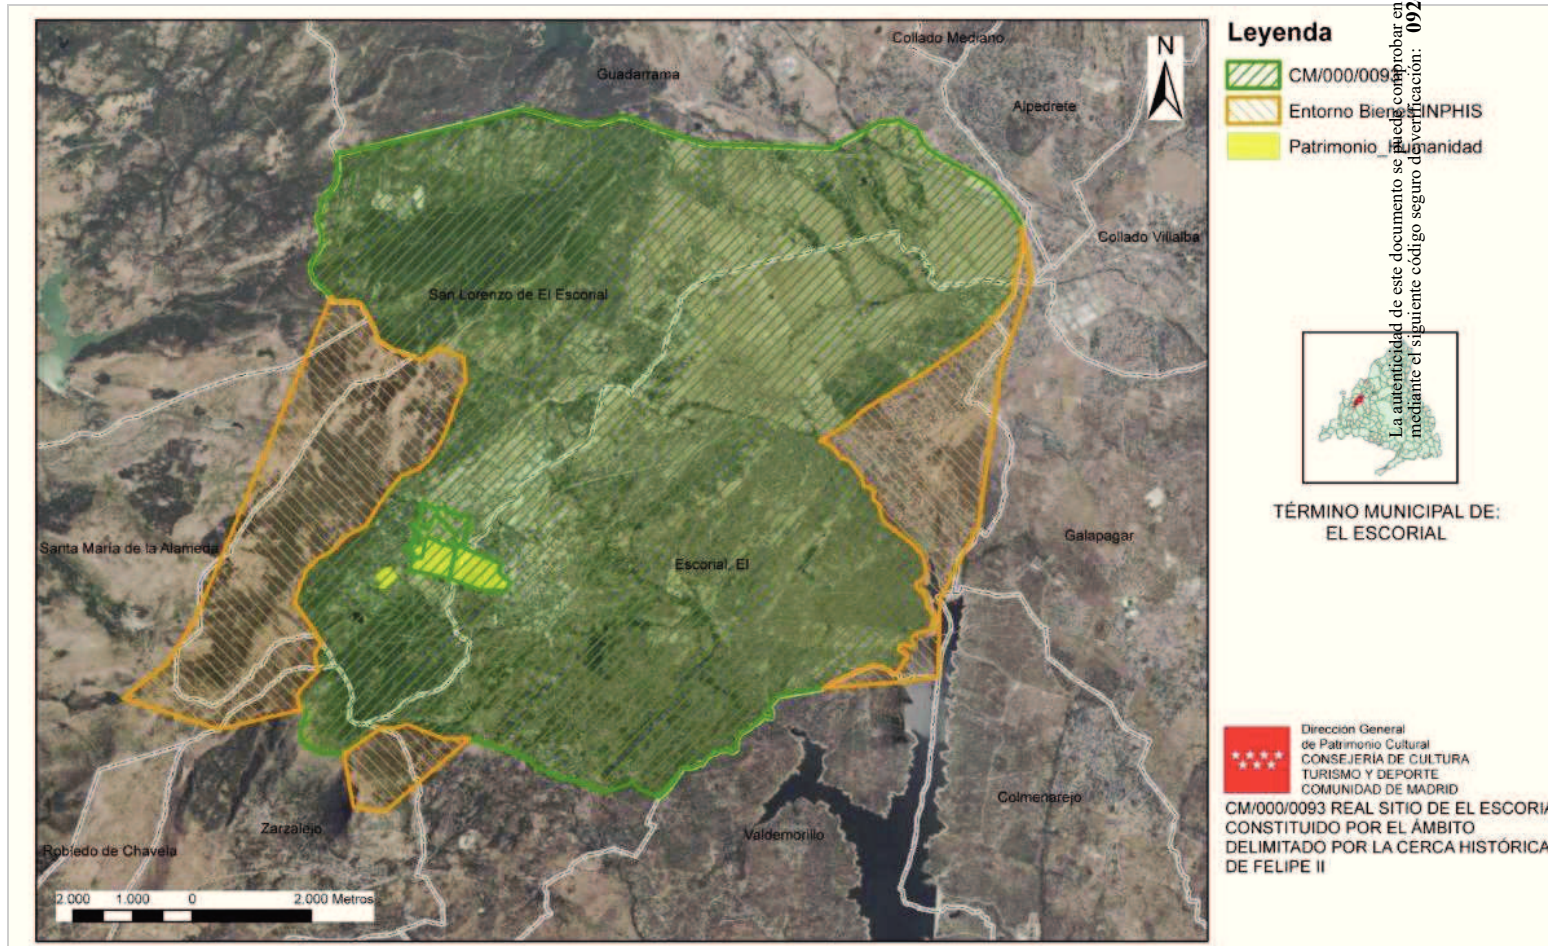 Collado Mediano
Guadarrama
Alpedrete
Collado Villalba
San Lorenzo de El Escorial
Santa María de la Alameda
Escorial, El
Galapagar
Colmenarejo
Zarzalejo
Valdemorillo
Robledo de Chavela
2.000 1.000 0 2.000 Metros
N
Leyenda
CM/000/0093
Entorno Bienes_INPHIS
Patrimonio_Humanidad
La autenticidad de este documento se puede comprobar en
mediante el siguiente código seguro de verificación: 092
TÉRMINO MUNICIPAL DE:
EL ESCORIAL
Dirección General
de Patrimonio Cultural
CONSEJERÍA DE CULTURA
TURISMO Y DEPORTE
COMUNIDAD DE MADRID
CM/000/0093 REAL SITIO DE EL ESCORIA
CONSTITUIDO POR EL ÁMBITO
DELIMITADO POR LA CERCA HISTÓRICA
DE FELIPE II